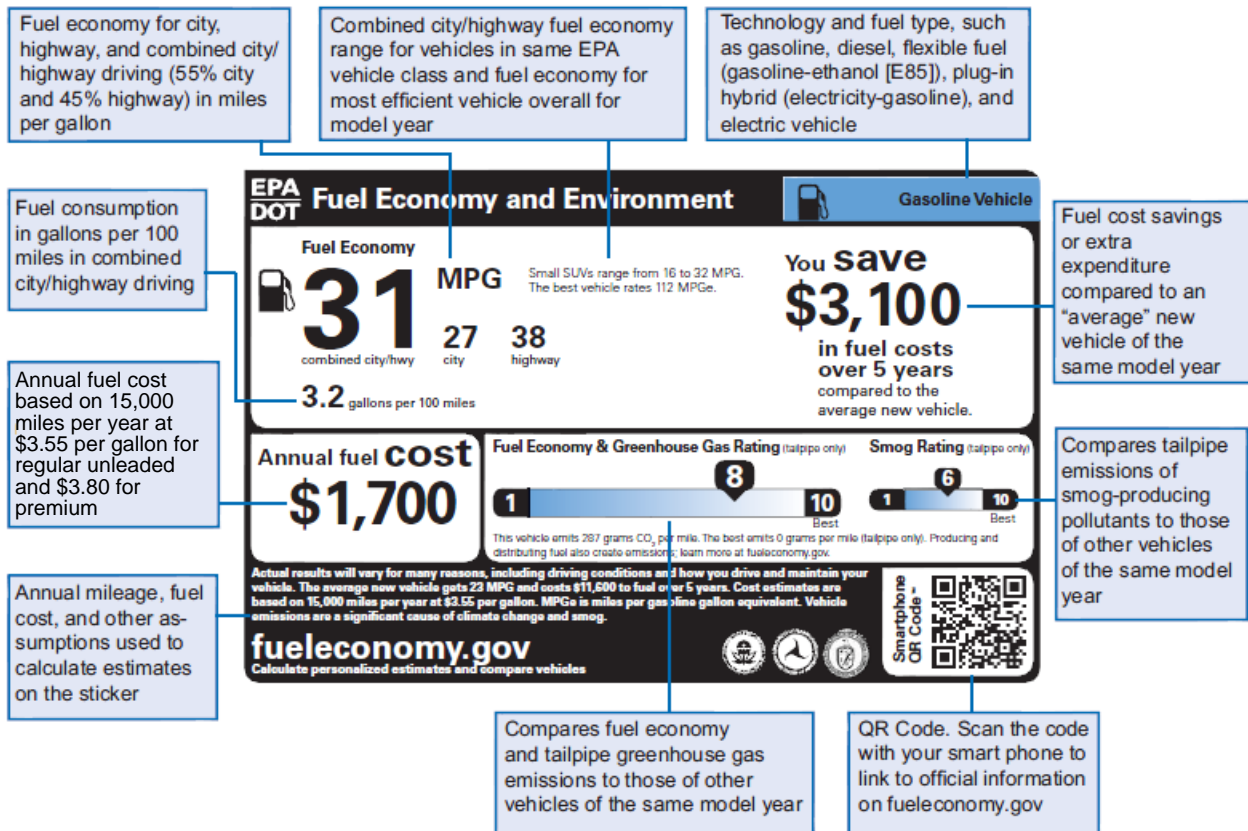 Fuel economy for city,
highway, and combined city/
highway driving (55% city
and 45% highway) in miles
per gallon
Combined city/highway fuel economy
range for vehicles in same EPA
vehicle class and fuel economy for
most efficient vehicle overall for
model year
Technology and fuel type, such
as gasoline, diesel, flexible fuel
(gasoline-ethanol [E85]), plug-in
hybrid (electricity-gasoline), and
electric vehicle
Fuel consumption
in gallons per 100
miles in combined
city/highway driving
Annual fuel cost
based on 15,000
miles per year at
$3.55 per gallon for
regular unleaded
and $3.80 for
premium
Annual mileage, fuel
cost, and other as-
sumptions used to
calculate estimates
on the sticker
EPA
DOT
Fuel Economy and Environment
Gasoline Vehicle
Fuel Economy
31
MPG
Small SUVs range from 16 to 32 MPG.
The best vehicle rates 112 MPGe.
27
city
38
highway
combined city/hwy
3.2 gallons per 100 miles
You save
$3,100
in fuel costs
over 5 years
compared to the
average new vehicle.
Annual fuel cost
$1,700
Fuel Economy & Greenhouse Gas Rating (tailpipe only)
1
8
10
Best
Smog Rating (tailpipe only)
1
6
10
Best
This vehicle emits 287 grams CO2 per mile. The best emits 0 grams per mile (tailpipe only). Producing and
distributing fuel also create emissions; learn more at fueleconomy.gov.
Actual results will vary for many reasons, including driving conditions and how you drive and maintain your
vehicle. The average new vehicle gets 23 MPG and costs $11,600 to fuel over 5 years. Cost estimates are
based on 15,000 miles per year at $3.55 per gallon. MPGe is miles per gasoline gallon equivalent. Vehicle
emissions are a significant cause of climate change and smog.
fueleconomy.gov
Calculate personalized estimates and compare vehicles
Smartphone
QR Code™
Fuel cost savings
or extra
expenditure
compared to an
“average” new
vehicle of the
same model year
Compares tailpipe
emissions of
smog-producing
pollutants to those
of other vehicles
of the same model
year
Compares fuel economy
and tailpipe greenhouse gas
emissions to those of other
vehicles of the same model year
QR Code. Scan the code
with your smart phone to
link to official information
on fueleconomy.gov